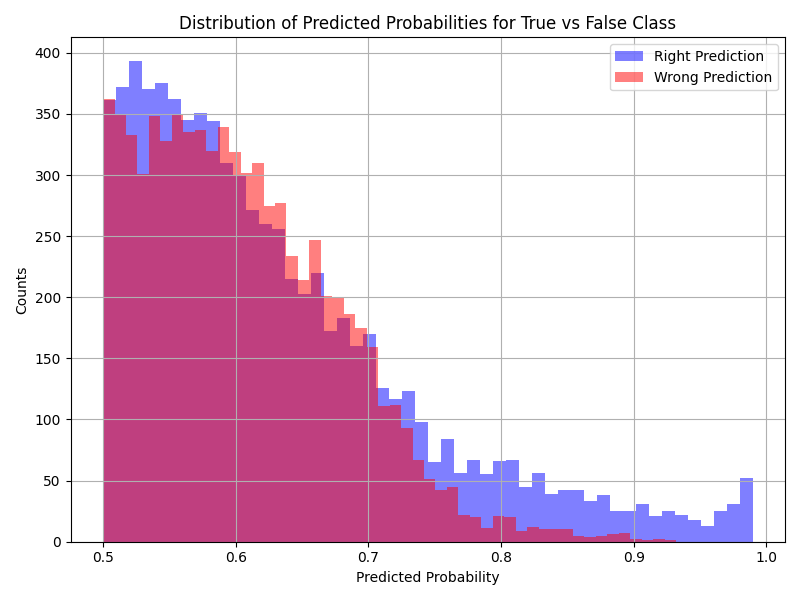 Distribution of Predicted Probabilities for True vs False Class
Right Prediction
Wrong Prediction
Counts
400
350
300
250
200
150
100
50
0
0.5 0.6 0.7 0.8 0.9 1.0
Predicted Probability